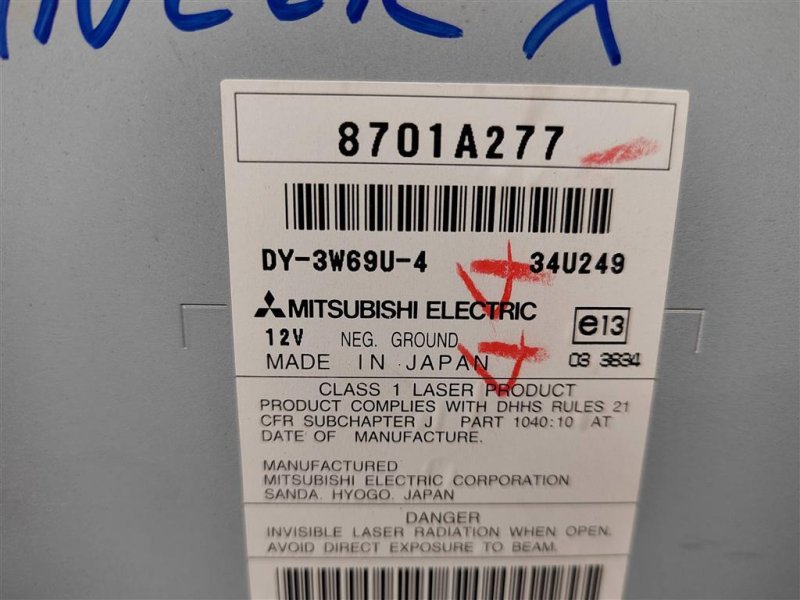 8701A277
DY-3W69U-4 34U249
MITSUBISHI ELECTRIC
12V NEG. GROUND e13
MADE IN JAPAN 03 3834
CLASS 1 LASER PRODUCT
PRODUCT COMPLIES WITH DHHS RULES 21
CFR SUBCHAPTER J PART 1040:10 AT
DATE OF MANUFACTURE.
MANUFACTURED
MITSUBISHI ELECTRIC CORPORATION
SANDA. HYOGO. JAPAN
DANGER
INVISIBLE LASER RADIATION WHEN OPEN.
AVOID DIRECT EXPOSURE TO BEAM.